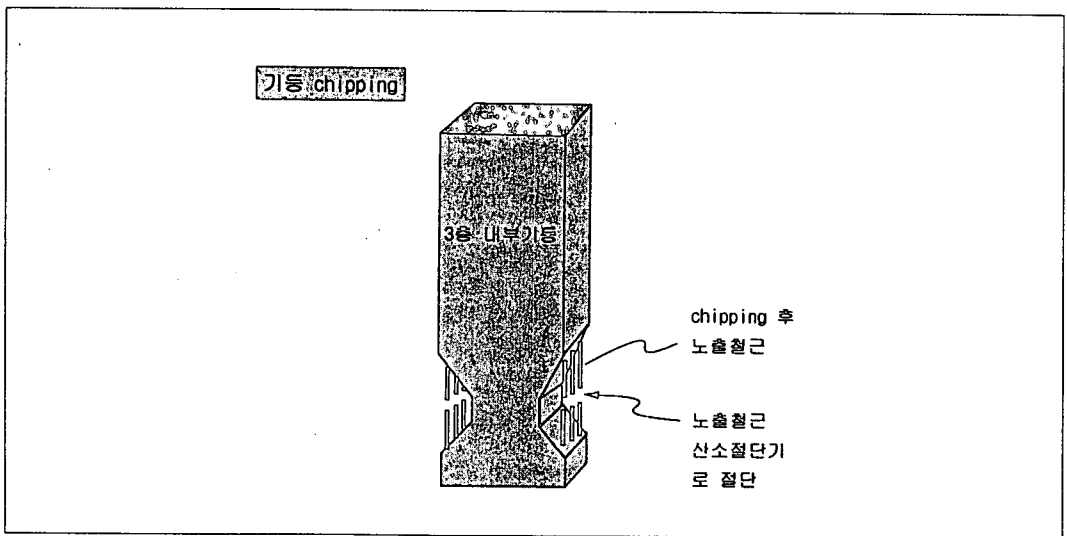 기둥 chipping
3층 내부기둥
chipping 후
노출철근
노출철근
산소절단기
로 절단